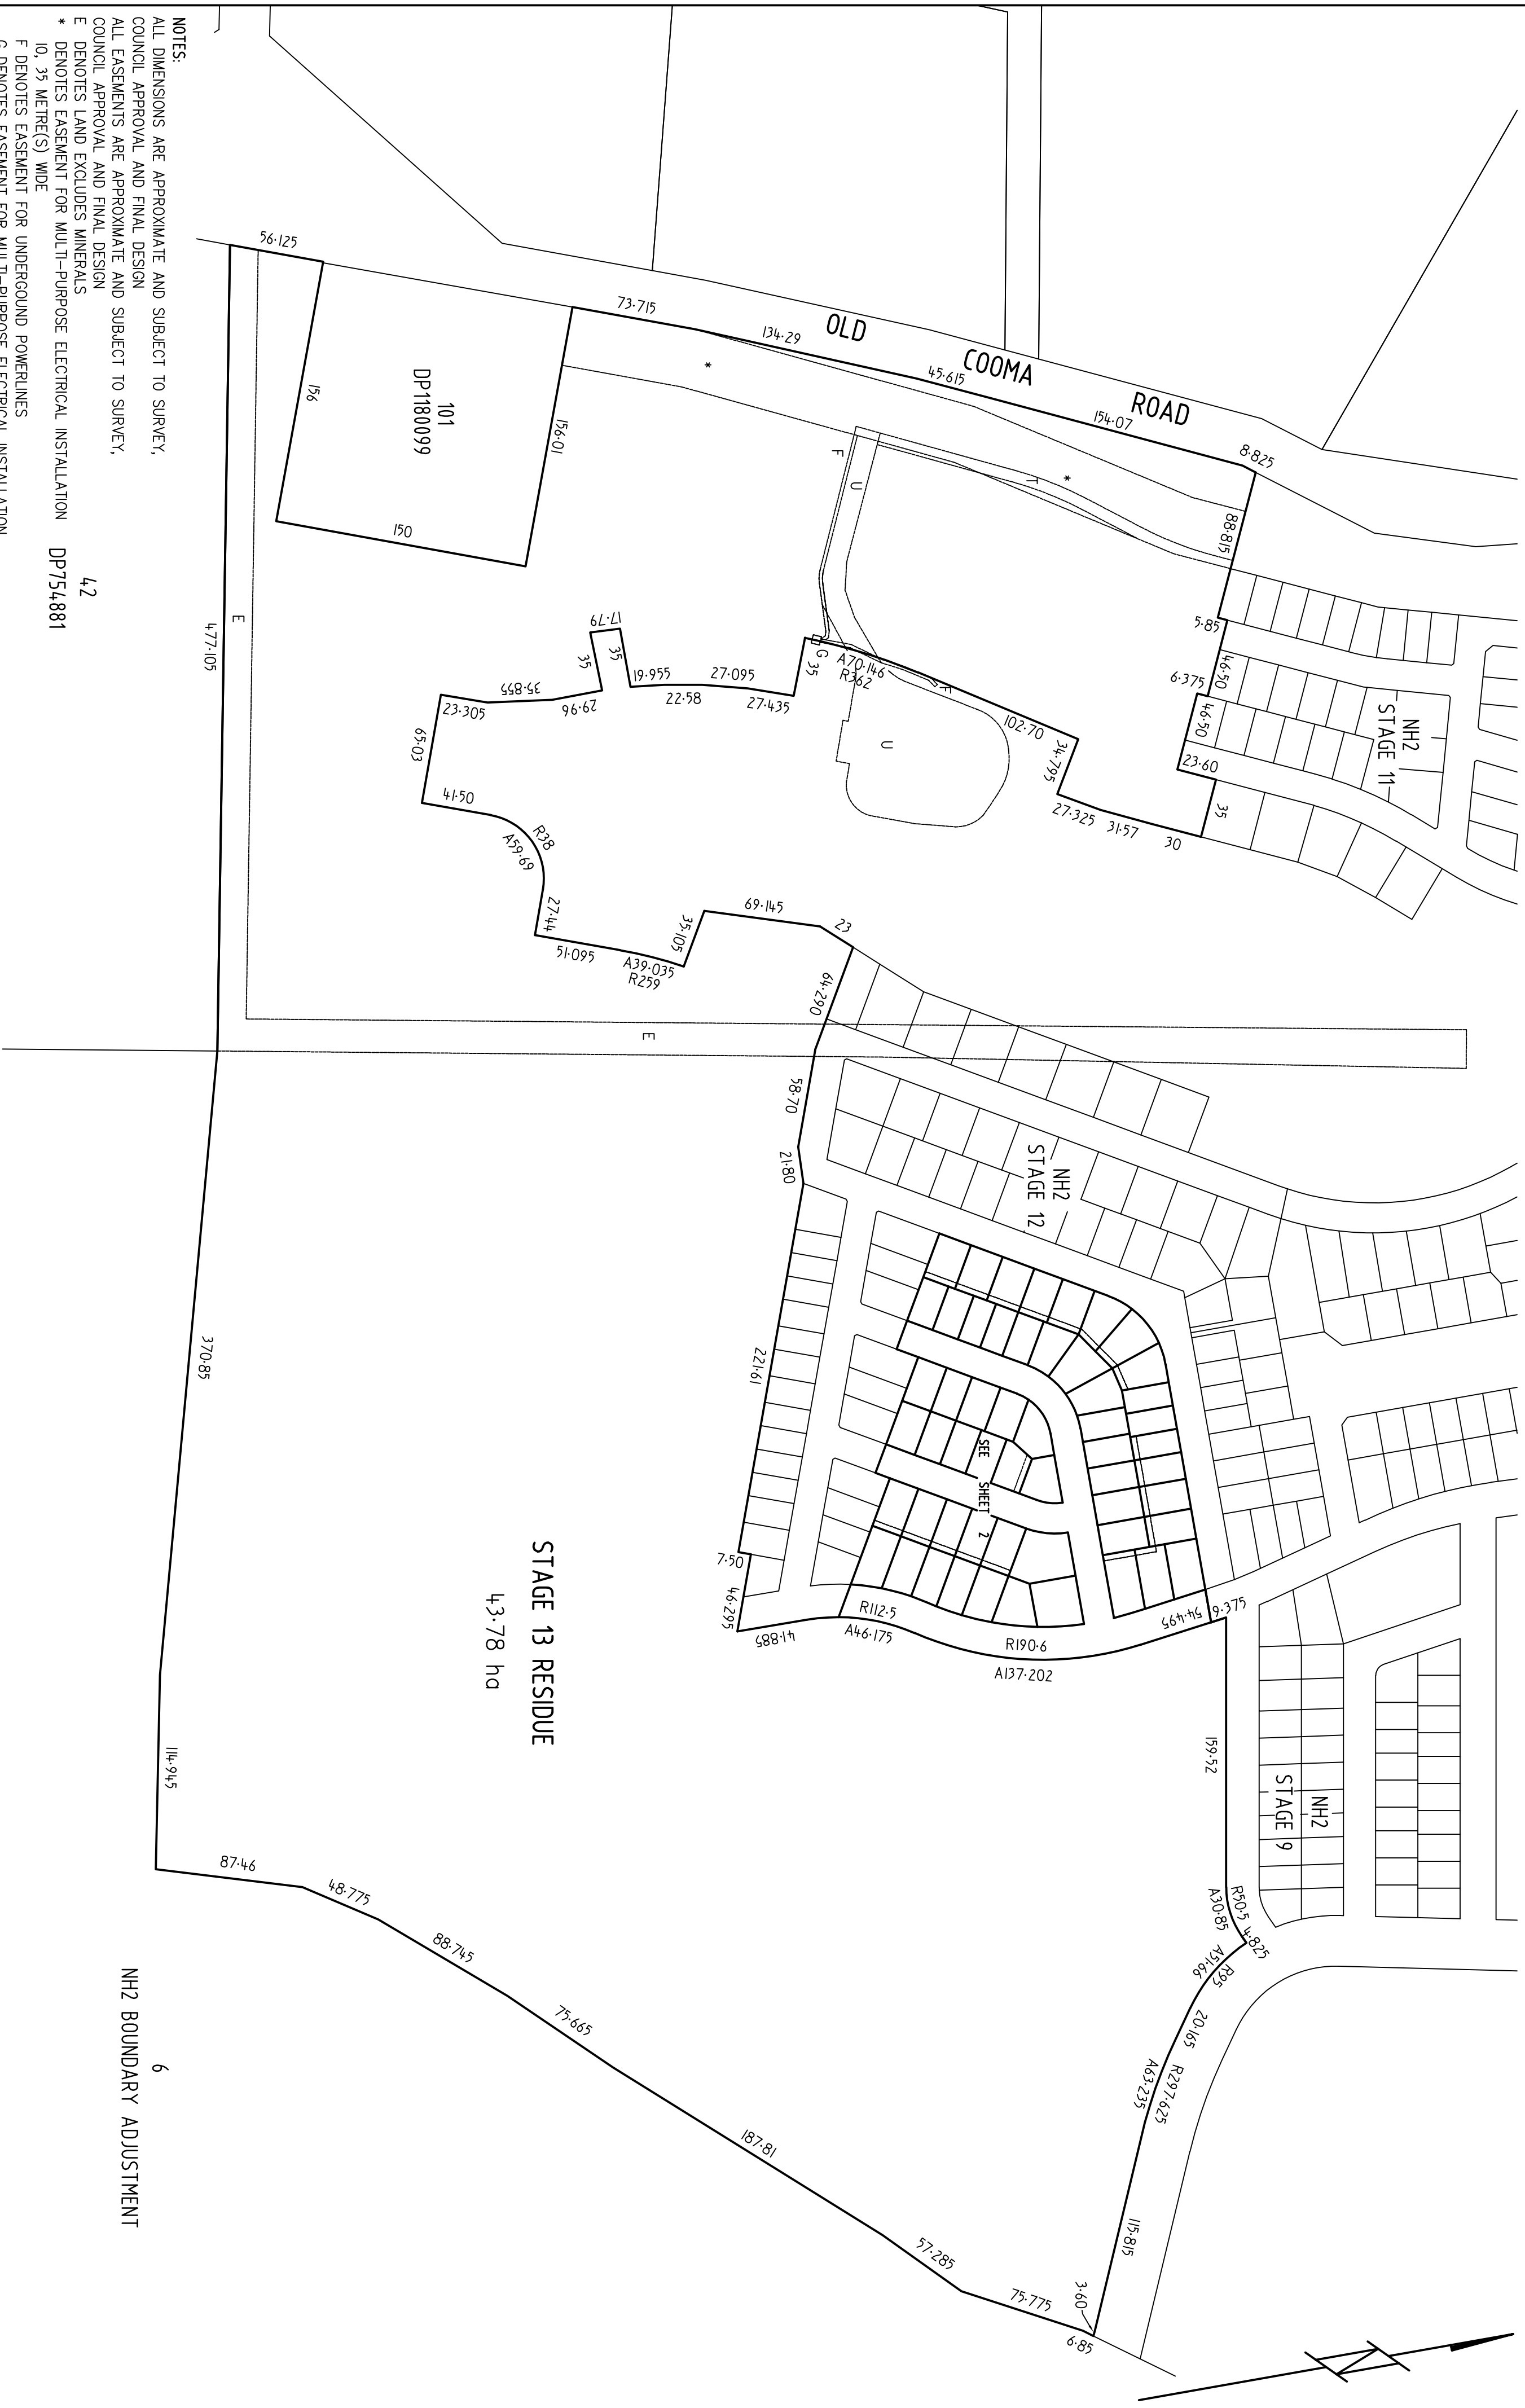 NOTES:
ALL DIMENSIONS ARE APPROXIMATE AND SUBJECT TO SURVEY,
COUNCIL APPROVAL AND FINAL DESIGN
ALL EASEMENTS ARE APPROXIMATE AND SUBJECT TO SURVEY,
COUNCIL APPROVAL AND FINAL DESIGN
E DENOTES LAND EXCLUDES MINERALS
* DENOTES EASEMENT FOR MULTI-PURPOSE ELECTRICAL INSTALLATION
10, 35 METRE(S) WIDE
F DENOTES EASEMENT FOR UNDERGOUND POWERLINES
G DENOTES EASEMENT FOR MULTI-PURPOSE ELECTRICAL INSTALLATION
42
DP754881
OLD COOMA ROAD
56·125
73·715
134·29
45·615
154·07
8·825
88·815
5·85
46·50
6·375
46·50
23·60
35
30
31·57
27·325
34·795
102·70
A70·146
R362
35
27·435
27·095
22·58
19·955
35
17·79
35
29·96
35·855
23·305
65·03
41·50
R38
A59·69
27·44
51·095
A39·035
R259
35·105
69·145
23
64·290
58·70
21·80
221·61
7·50
46·295
41·885
R112·5
A46·175
R190·6
A137·202
54·495
9·375
159·52
R50·5
A30·85
4·825
R95
A51·66
20·165
R297·625
A63·235
115·815
3·60
6·85
75·775
57·285
187·81
75·665
88·745
48·775
87·46
114·945
370·85
477·105
101
DP1180099
156
156·01
150
*
*
T
F
U
G
F
U
E
E
NH2
STAGE 11
NH2
STAGE 12
SEE SHEET 2
NH2
STAGE 9
STAGE 13 RESIDUE
43·78 ha
6
NH2 BOUNDARY ADJUSTMENT
N